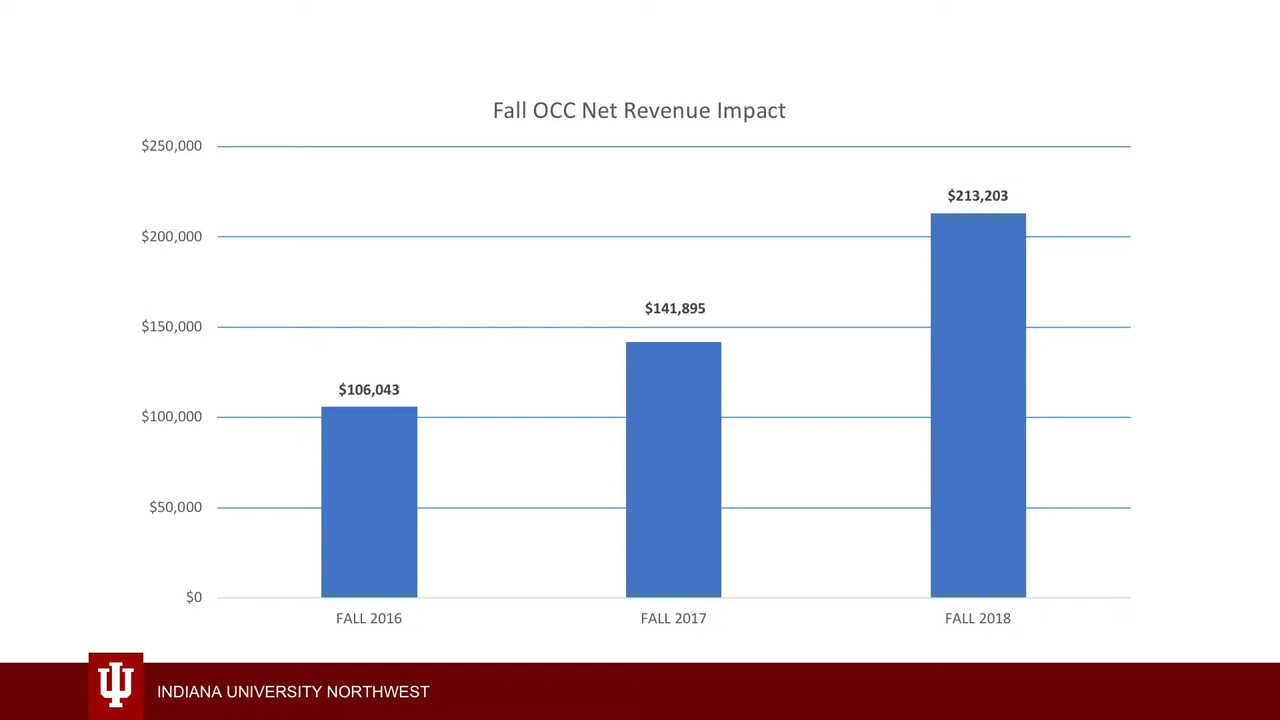 Fall OCC Net Revenue Impact
$250,000
$213,203
$200,000
$141,895
$150,000
$106,043
$100,000
$50,000
$0
FALL 2016
FALL 2017
FALL 2018
INDIANA UNIVERSITY NORTHWEST